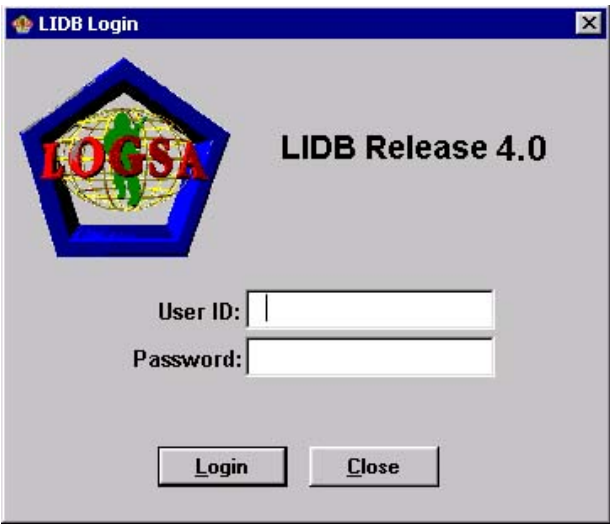 LIDB Login
LOGSA
LIDB Release 4.0
User ID:
Password:
Login
Close